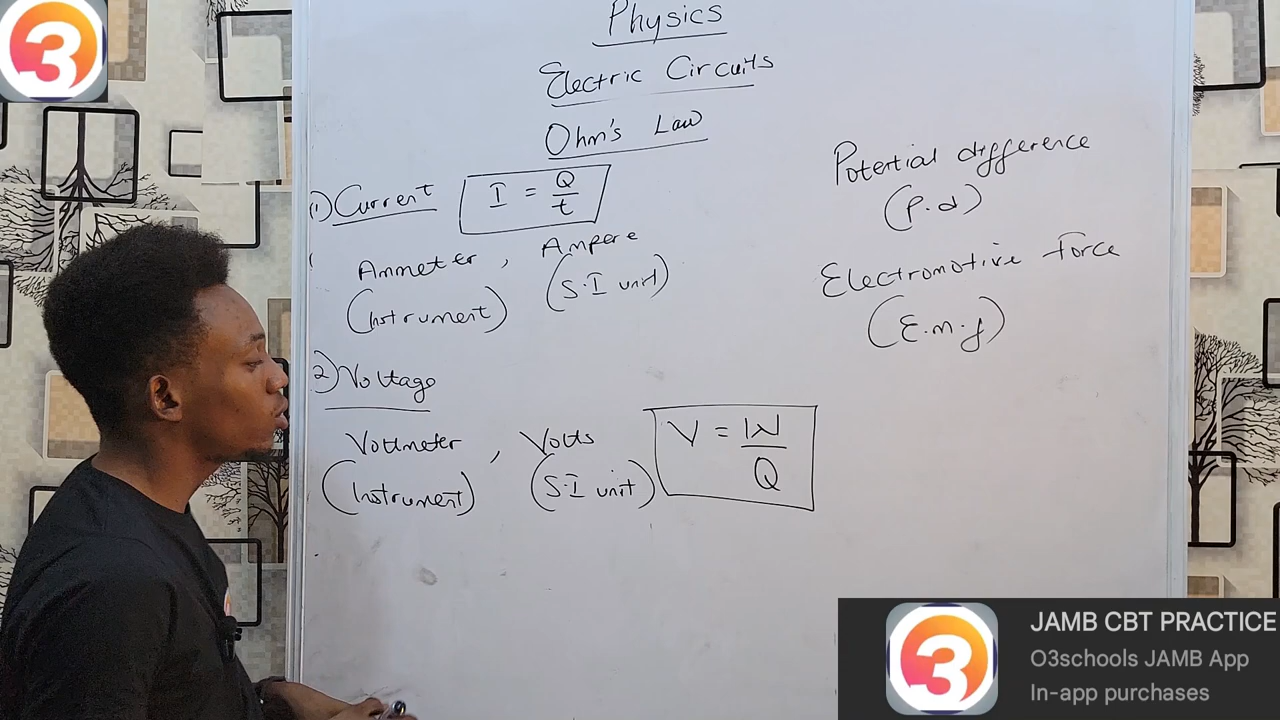 3
Physics
Electric Circuits
Ohm's Law
1) Current I = Q/t
Ammeter, Ampere
(Instrument) (S.I unit)
2) Voltage
Voltmeter, Volts
(Instrument) (S.I unit)
V = W/Q
Potential difference
(p.d)
Electromotive Force
(E.m.f)
3
JAMB CBT PRACTICE
O3schools JAMB App
In-app purchases